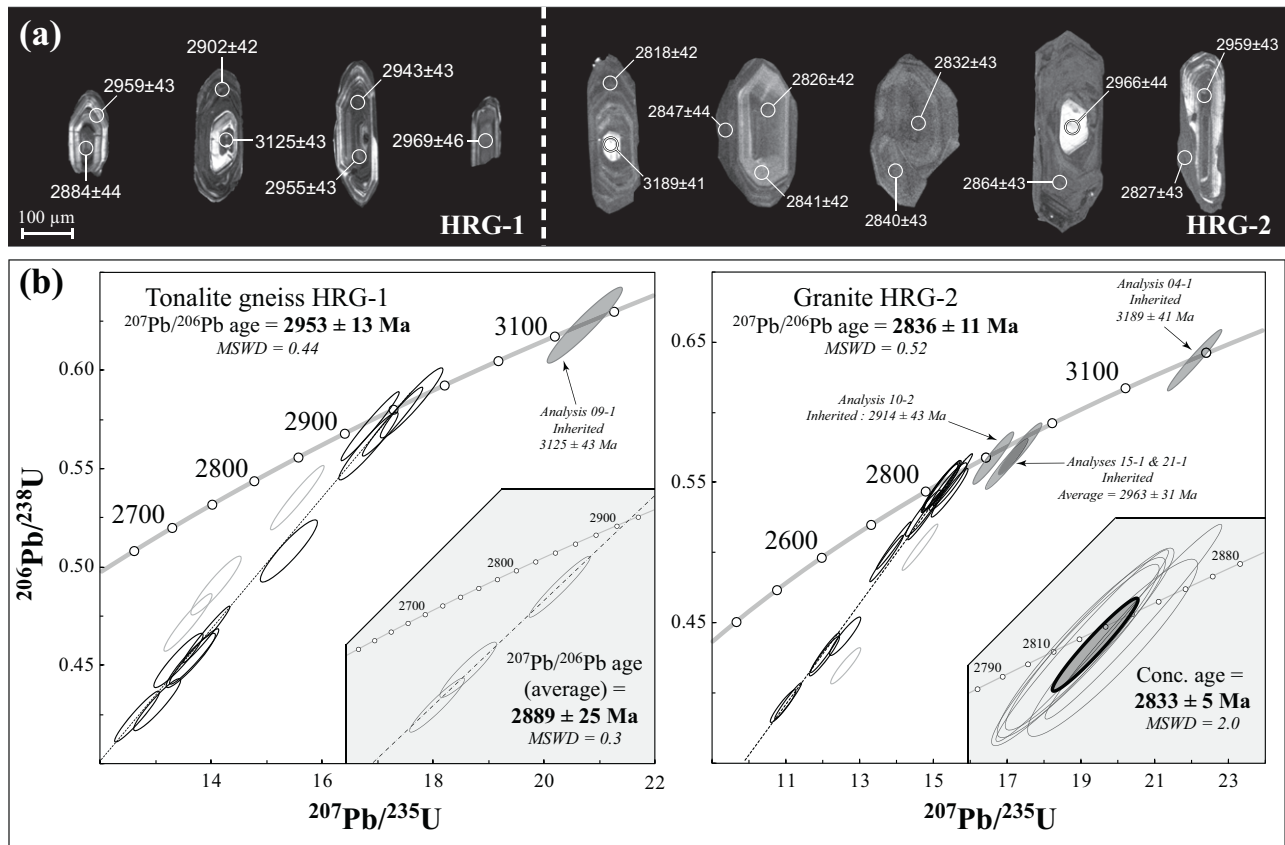 (a)
2902±42
2959±43
2943±43
3125±43
2969±46
2884±44
2955±43
100 µm
HRG-1
2818±42
2826±42
2832±43
2959±43
2847±44
2966±44
3189±41
2841±42
2840±43
2864±43
2827±43
HRG-2
(b)
Tonalite gneiss HRG-1
207Pb/206Pb age = 2953 ± 13 Ma
MSWD = 0.44
3100
2900
2800
2700
Analysis 09-1
Inherited
3125 ± 43 Ma
0.60
0.55
0.50
0.45
206Pb/238U
2900
2800
2700
207Pb/206Pb age
(average) =
2889 ± 25 Ma
MSWD = 0.3
14
16
18
20
22
207Pb/235U
Granite HRG-2
207Pb/206Pb age = 2836 ± 11 Ma
MSWD = 0.52
Analysis 04-1
Inherited
3189 ± 41 Ma
3100
Analysis 10-2
Inherited : 2914 ± 43 Ma
2800
Analyses 15-1 & 21-1
Inherited
Average = 2963 ± 31 Ma
2600
0.65
0.55
0.45
2880
2810
2790
Conc. age =
2833 ± 5 Ma
MSWD = 2.0
11
13
15
17
19
21
23
207Pb/235U